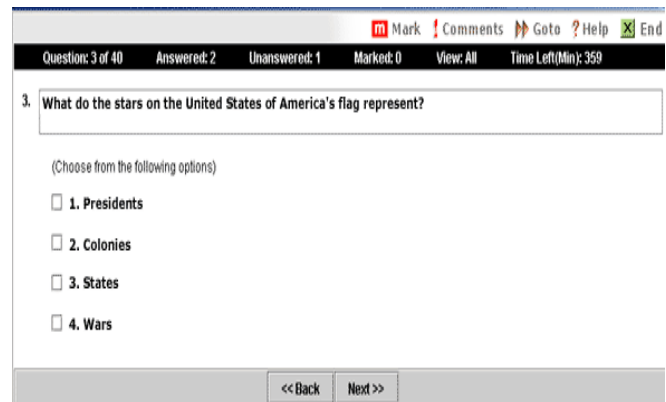 m Mark ! Comments Goto ? Help X End
Question: 3 of 40 Answered: 2 Unanswered: 1 Marked: 0 View: All Time Left(Min): 359
3. What do the stars on the United States of America's flag represent?
(Choose from the following options)
1. Presidents
2. Colonies
3. States
4. Wars
<< Back Next >>